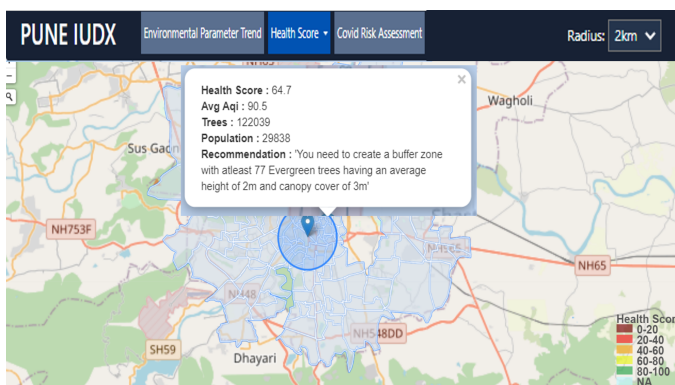 PUNE IUDX
Environmental Parameter Trend
Health Score
Covid Risk Assessment
Radius: 2km
Health Score : 64.7
Avg Aqi : 90.5
Trees : 122039
Population : 29838
Recommendation : 'You need to create a buffer zone
with atleast 77 Evergreen trees having an average
height of 2m and canopy cover of 3m'
×
Wagholi
NH753F
NH65
NH48
NH548DD
SH59
Dhayari
Health Scor
0-20
20-40
40-60
60-80
80-100
NA